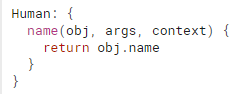 Human: {
  name(obj, args, context) {
    return obj.name
  }
}